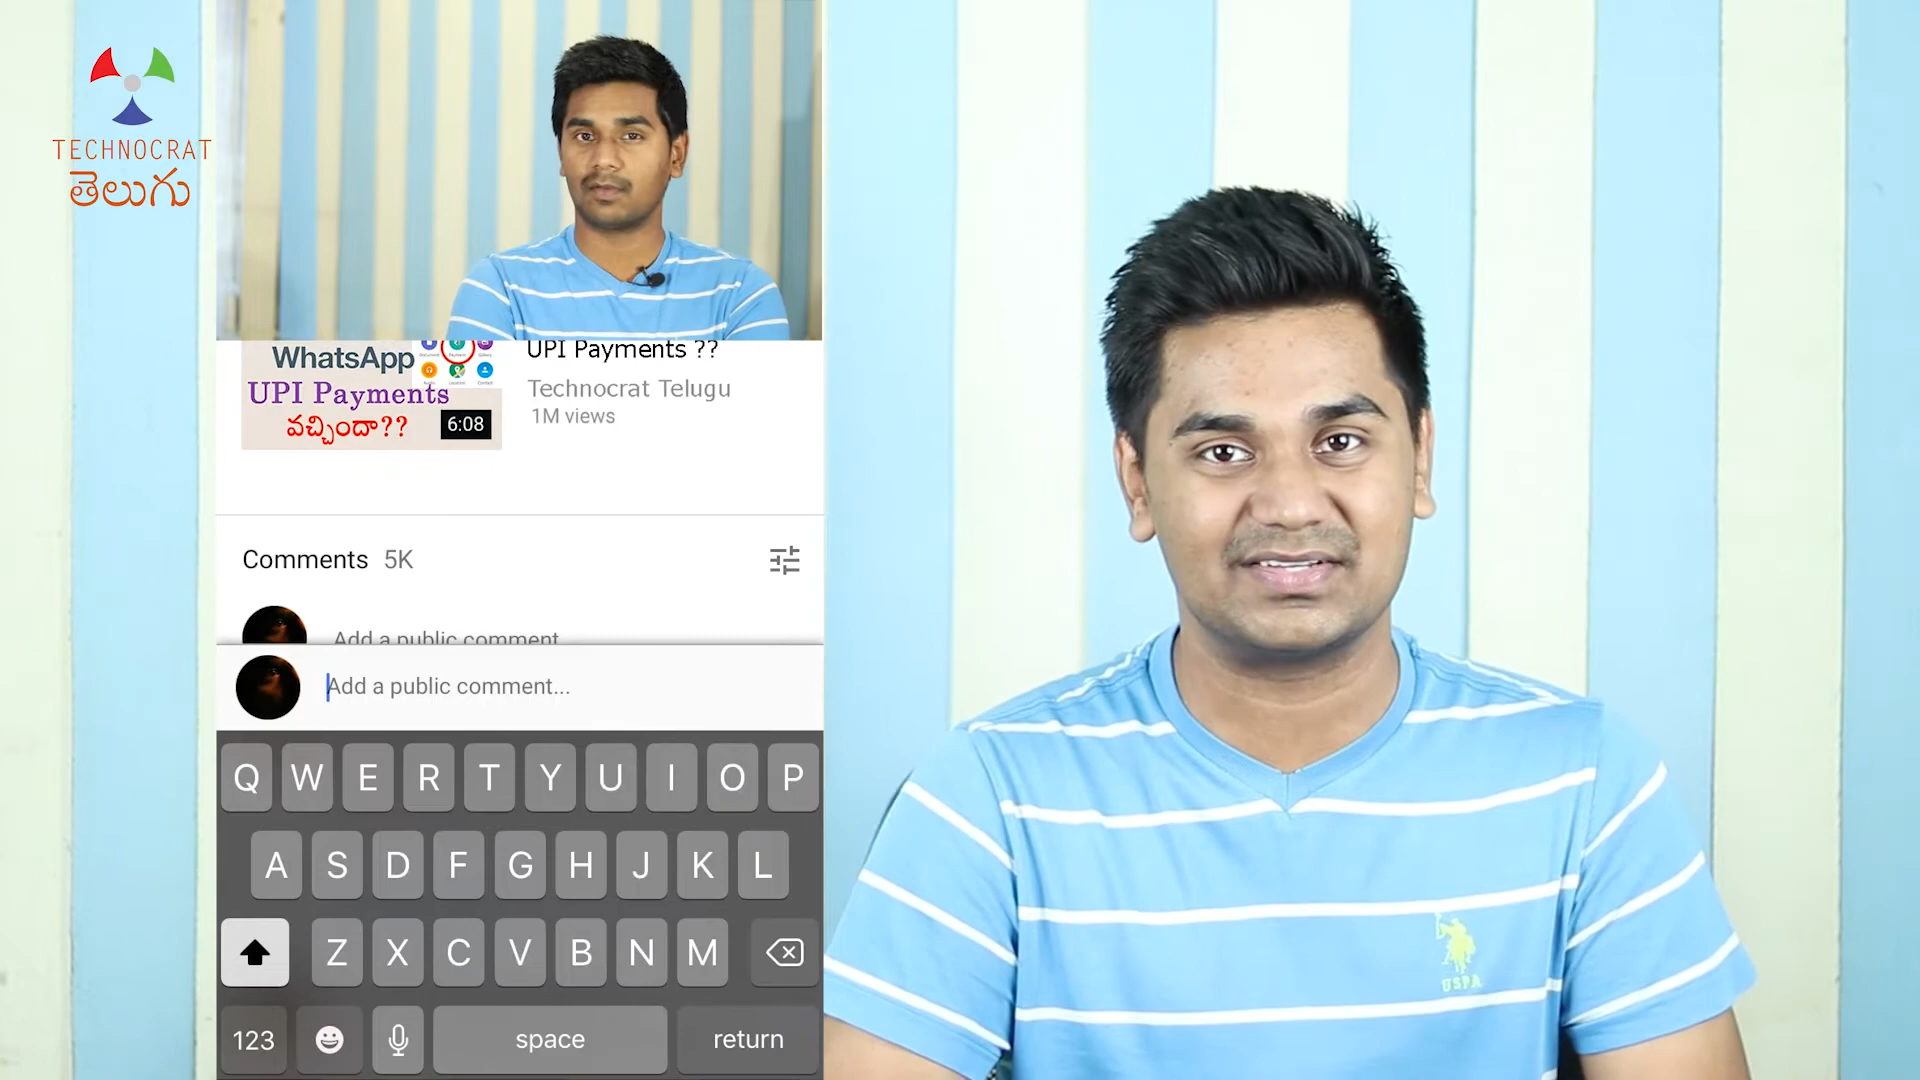 TECHNOCRAT
తెలుగు
WhatsApp
UPI Payments
వచ్చిందా??
6:08
UPI Payments ??
Technocrat Telugu
1M views
Comments 5K
Add a public comment
Add a public comment...
Q W E R T Y U I O P
A S D F G H J K L
Z X C V B N M
123 space return
USPA